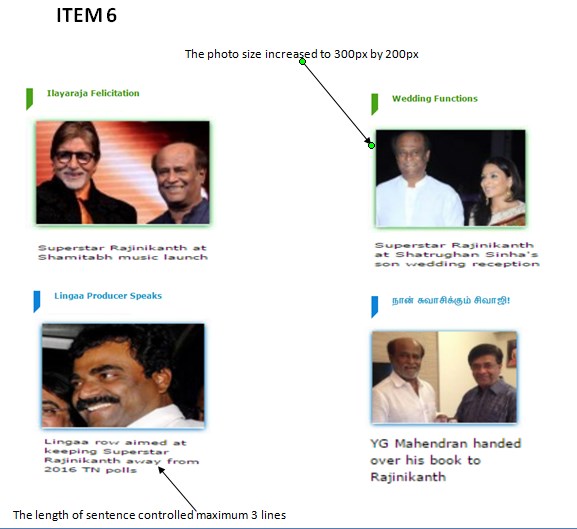 ITEM 6
The photo size increased to 300px by 200px
Ilayaraja Felicitation
Wedding Functions
Superstar Rajinikanth at
Shamitabh music launch
Superstar Rajinikanth
at Shatrughan Sinha's
son wedding reception
Lingaa Producer Speaks
நான் சுவாசிக்கும் சிவாஜி!
Lingaa row aimed at
keeping Superstar
Rajinikanth away from
2016 TN polls
YG Mahendran handed
over his book to
Rajinikanth
The length of sentence controlled maximum 3 lines